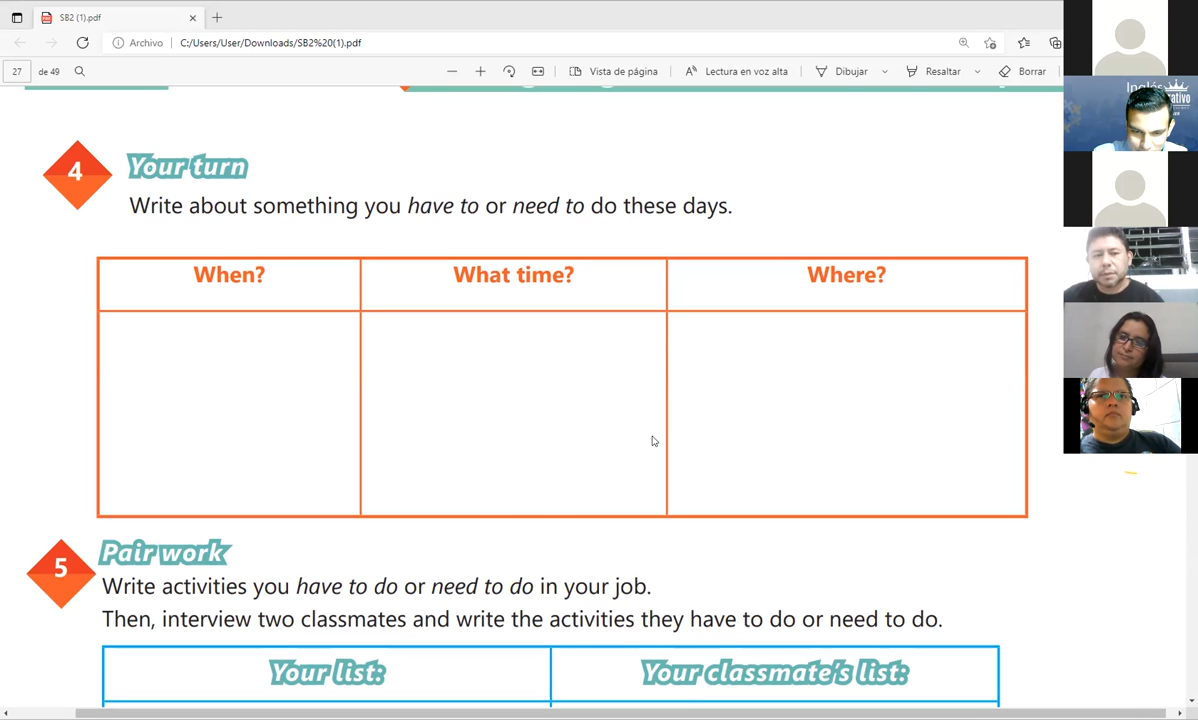 SB2 (1).pdf
Archivo
C:/Users/User/Downloads/SB2%20(1).pdf
27
de 49
Vista de página
Lectura en voz alta
Dibujar
Resaltar
Borrar
4
Your turn
Write about something you have to or need to do these days.
When?
What time?
Where?
5
Pair work
Write activities you have to do or need to do in your job.
Then, interview two classmates and write the activities they have to do or need to do.
Your list:
Your classmate's list:
Inglés